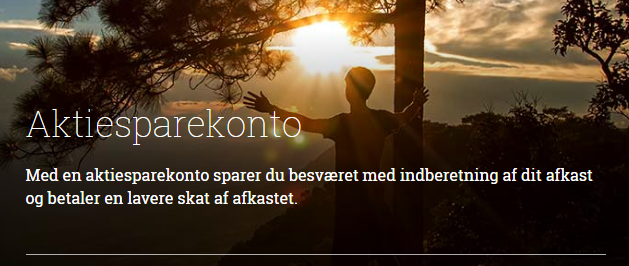 Aktiesparekonto
Med en aktiesparekonto sparer du besværet med indberetning af dit afkast
og betaler en lavere skat af afkastet.